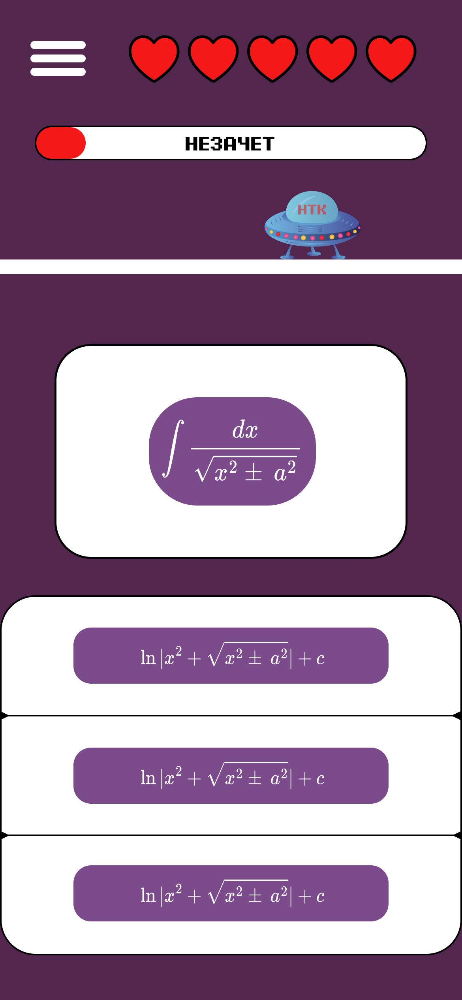 НЕЗАЧЕТ
НТК
∫ dx / √(x² ± a²)
ln |x² + √(x² ± a²)| + c
ln |x² + √(x² ± a²)| + c
ln |x² + √(x² ± a²)| + c